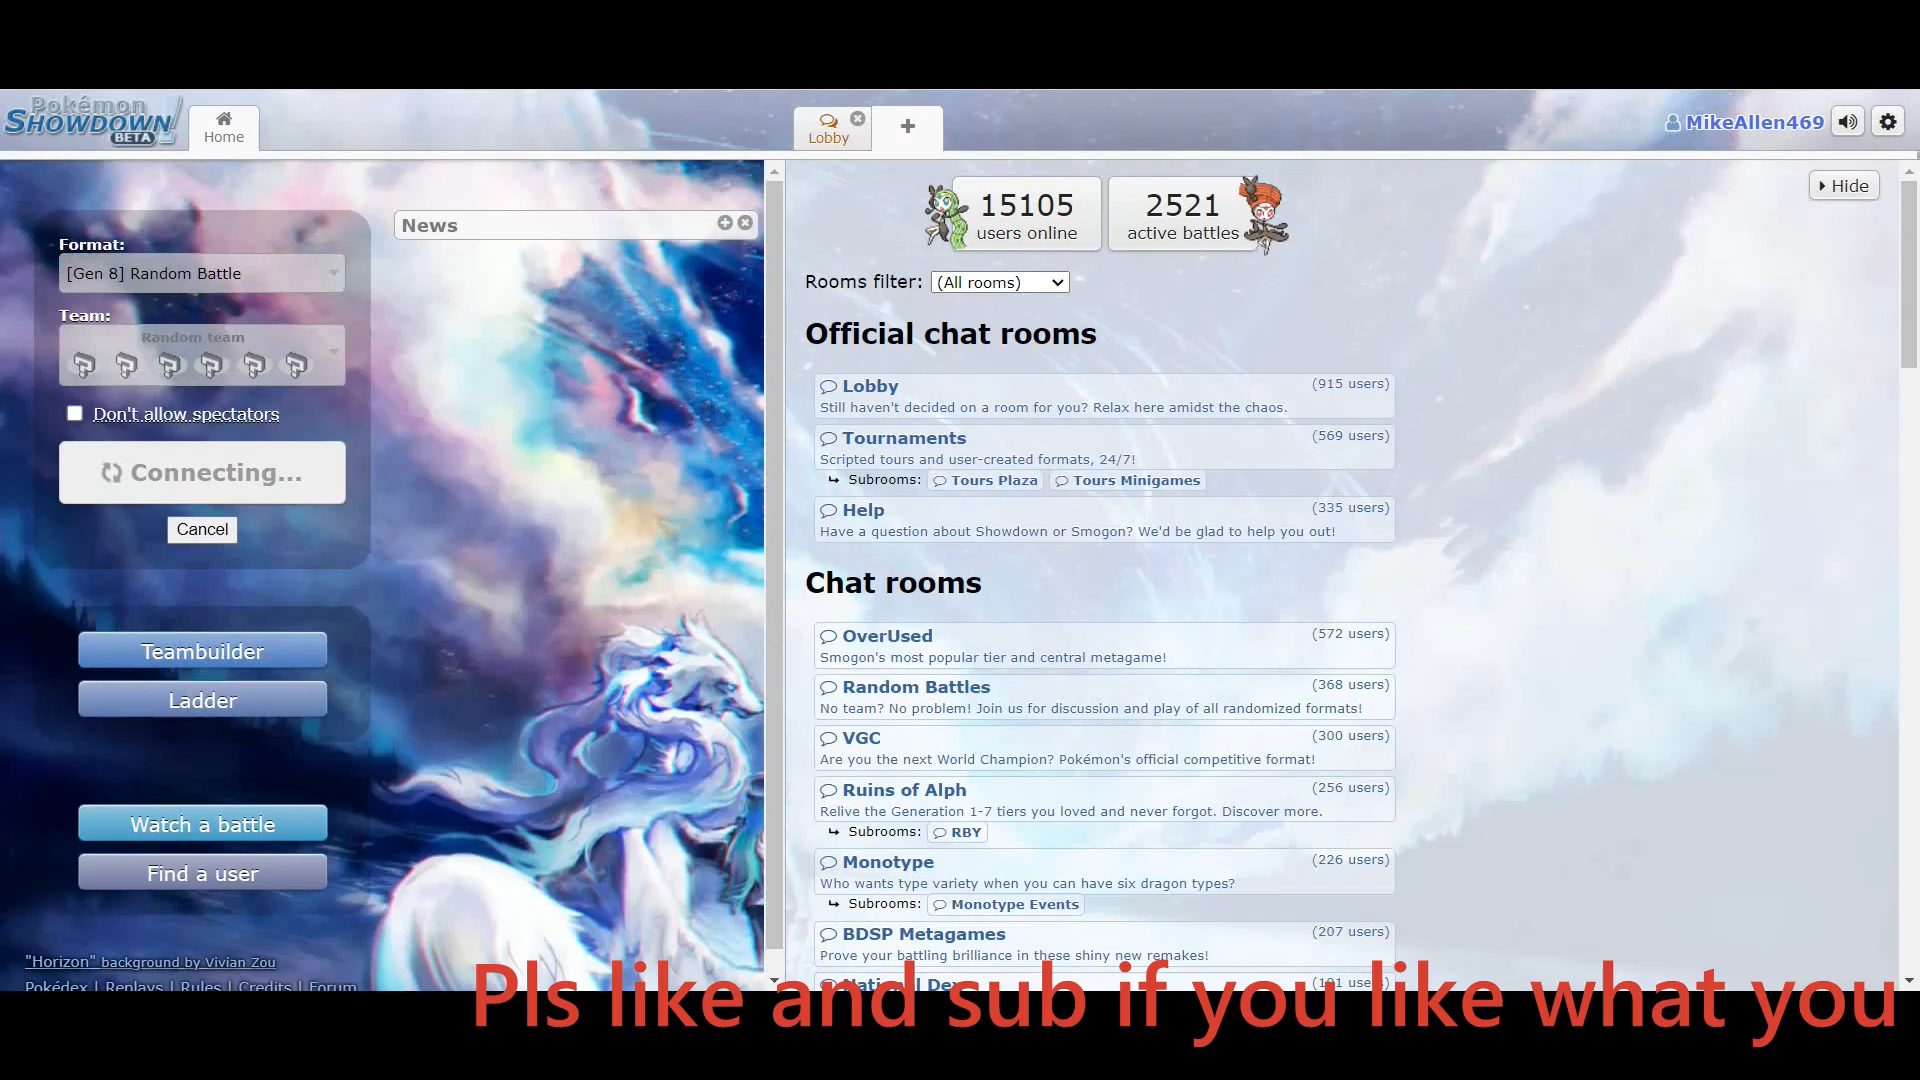 Pokémon
SHOWDOWN
BETA
Home
Lobby
MikeAllen469
Format:
[Gen 8] Random Battle
Team:
Random team
Don't allow spectators
Connecting...
Cancel
Teambuilder
Ladder
Watch a battle
Find a user
"Horizon" background by Vivian Zou
Pokédex | Replays | Rules | Credits | Forum
News
Hide
15105
users online
2521
active battles
Rooms filter: (All rooms)
Official chat rooms
Lobby (915 users)
Still haven't decided on a room for you? Relax here amidst the chaos.
Tournaments (569 users)
Scripted tours and user-created formats, 24/7!
Subrooms: Tours Plaza Tours Minigames
Help (335 users)
Have a question about Showdown or Smogon? We'd be glad to help you out!
Chat rooms
OverUsed (572 users)
Smogon's most popular tier and central metagame!
Random Battles (368 users)
No team? No problem! Join us for discussion and play of all randomized formats!
VGC (300 users)
Are you the next World Champion? Pokémon's official competitive format!
Ruins of Alph (256 users)
Relive the Generation 1-7 tiers you loved and never forgot. Discover more.
Subrooms: RBY
Monotype (226 users)
Who wants type variety when you can have six dragon types?
Subrooms: Monotype Events
BDSP Metagames (207 users)
Prove your battling brilliance in these shiny new remakes!
Pls like and sub if you like what you